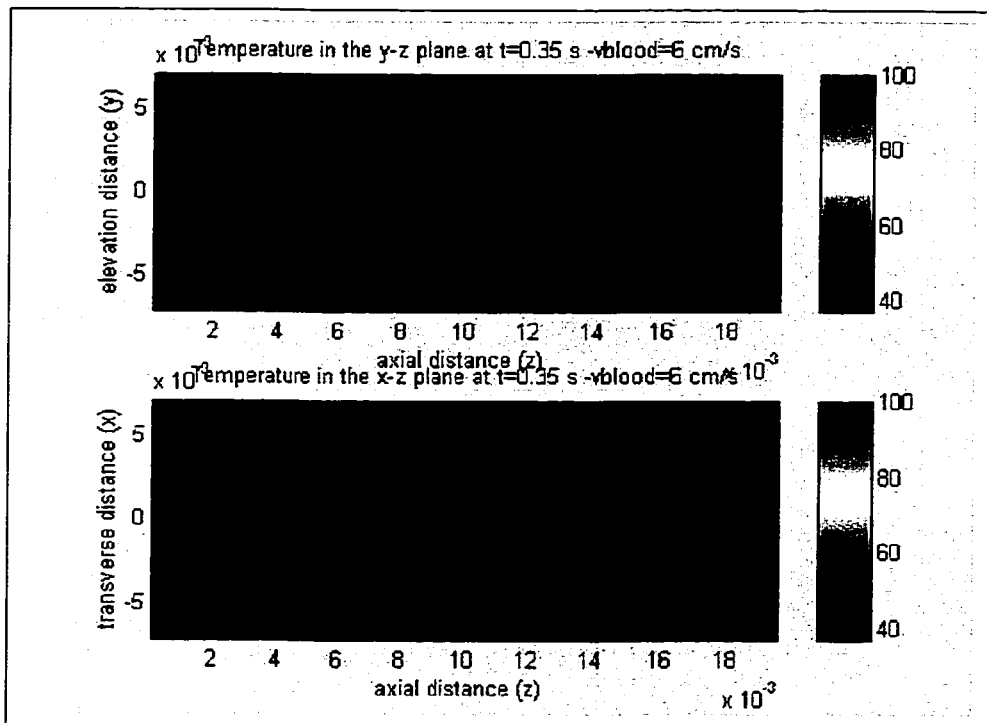 x 10⁻³ Temperature in the y-z plane at t=0.35 s -vblood=6 cm/s
elevation distance (y)
5
0
-5
2 4 6 8 10 12 14 16 18
axial distance (z)
x 10⁻³
100
80
60
40
x 10⁻³ Temperature in the x-z plane at t=0.35 s -vblood=6 cm/s
transverse distance (x)
5
0
-5
2 4 6 8 10 12 14 16 18
axial distance (z)
x 10⁻³
100
80
60
40